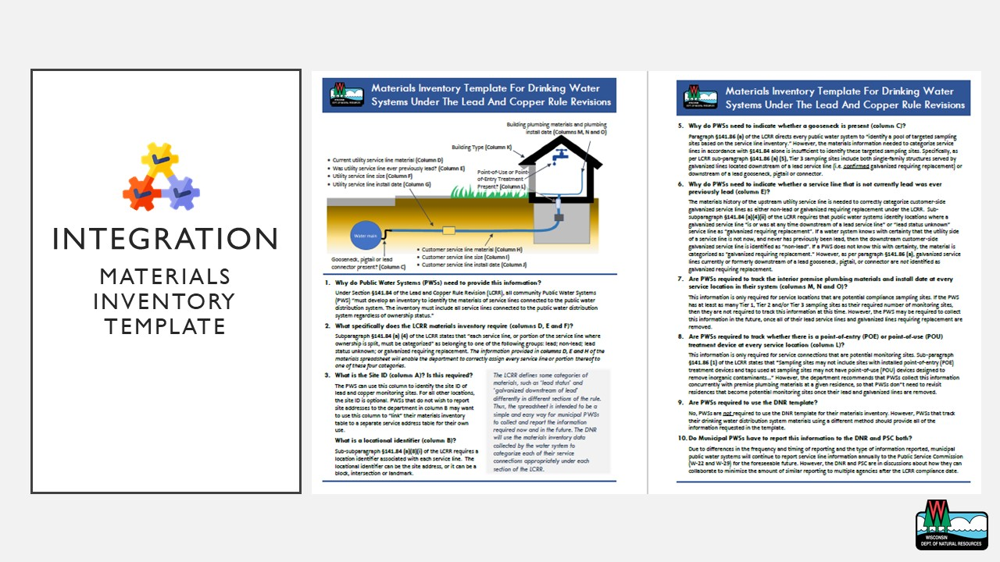 INTEGRATION
MATERIALS
INVENTORY
TEMPLATE
WISCONSIN
DEPT. OF NATURAL RESOURCES
Materials Inventory Template For Drinking Water
Systems Under The Lead And Copper Rule Revisions
Building plumbing materials and plumbing
install date (Columns M, N and O)
Building Type (Column K)
• Current utility service line material (Column D)
• Was utility service line ever previously lead? (Column E)
• Utility service line size (Column F)
• Utility service line install date (Column G)
Point-of-Use or Point-
of-Entry Treatment
Present? (Column L)
Water main
Gooseneck, pigtail or lead
connector present? (Column C)
• Customer service line material (Column H)
• Customer service line size (Column I)
• Customer service line install date (Column J)
1. Why do Public Water Systems (PWSs) need to provide this information?
Under Section §141.84 of the Lead and Copper Rule Revision (LCRR), all community Public Water Systems
(PWS) "must develop an inventory to identify the materials of service lines connected to the public water
distribution system. The inventory must include all service lines connected to the public water distribution
system regardless of ownership status."
2. What specifically does the LCRR materials inventory require (columns D, E and F)?
Subparagraph §141.84 (a) (4) of the LCRR states that "each service line, or portion of the service line where
ownership is split, must be categorized" as belonging to one of the following groups: lead; non-lead; lead
status unknown; or galvanized requiring replacement. The information provided in columns D, E and H of the
materials spreadsheet will enable the department to correctly assign every service line or portion thereof to
one of these four categories.
3. What is the Site ID (column A)? Is this required?
The PWS can use this column to identify the site ID of
lead and copper monitoring sites. For all other locations,
the site ID is optional. PWSs that do not wish to report
site addresses to the department in column B may want
to use this column to "link" their materials inventory
table to a separate service address table for their own
use.
What is a locational identifier (column B)?
Sub-subparagraph §141.84 (a)(8)(i) of the LCRR requires a
location identifier associated with each service line. The
locational identifier can be the site address, or it can be a
block, intersection or landmark.
The LCRR defines some categories of
materials, such as 'lead status' and
'galvanized downstream of lead'
differently in different sections of the rule.
Thus, the spreadsheet is intended to be a
simple and easy way for municipal PWSs
to collect and report the information
required now and in the future. The DNR
will use the materials inventory data
collected by the water system to
categorize each of their service
connections appropriately under each
section of the LCRR.
WISCONSIN
DEPT. OF NATURAL RESOURCES
Materials Inventory Template For Drinking Water
Systems Under The Lead And Copper Rule Revisions
5. Why do PWSs need to indicate whether a gooseneck is present (column C)?
Paragraph §141.86 (a) of the LCRR directs every public water system to "identify a pool of targeted sampling
sites based on the service line inventory." However, the materials information needed to categorize service
lines in accordance with §141.84 alone is insufficient to identify these targeted sampling sites. Specifically, as
per LCRR sub-paragraph §141.86 (a) (5), Tier 3 sampling sites include both single-family structures served by
galvanized lines located downstream of a lead service line (i.e. confirmed galvanized requiring replacement) or
downstream of a lead gooseneck, pigtail or connector.
6. Why do PWSs need to indicate whether a service line that is not currently lead was ever
previously lead (column E)?
The materials history of the upstream utility service line is needed to correctly categorize customer-side
galvanized service lines as either non-lead or galvanized requiring replacement under the LCRR. Sub-
subparagraph §141.84 (a)(4)(ii) of the LCRR requires that public water systems identify locations where a
galvanized service line "is or was at any time downstream of a lead service line" or "lead status unknown"
service line as "galvanized requiring replacement". If a water system knows with certainty that the utility side
of a service line is not now, and never has previously been lead, then the downstream customer-side
galvanized service line is identified as "non-lead". If a PWS does not know this with certainty, the material is
categorized as "galvanized requiring replacement." However, as per paragraph §141.86 (a), galvanized service
lines currently or formerly downstream of a lead gooseneck, pigtail, or connector are not identified as
galvanized requiring replacement.
7. Are PWSs required to track the interior premise plumbing materials and install date at every
service location in their system (columns M, N and O)?
This information is only required for service locations that are potential compliance sampling sites. If the PWS
has at least as many Tier 1, Tier 2 and/or Tier 3 sampling sites as their required number of monitoring sites,
then they are not required to track this information at this time. However, the PWS may be required to collect
this information in the future, once all of their lead service lines and galvanized lines requiring replacement are
removed.
8. Are PWSs required to track whether there is a point-of-entry (POE) or point-of-use (POU)
treatment device at every service location (column L)?
This information is only required for service connections that are potential monitoring sites. Sub-paragraph
§141.86 (1) of the LCRR states that "Sampling sites may not include sites with installed point-of-entry (POE)
treatment devices and taps used at sampling sites may not have point-of-use (POU) devices designed to
remove inorganic contaminants..." However, the department recommends that PWSs collect this information
concurrently with premise plumbing materials at a given residence, so that PWSs don"t need to revisit
residences that become potential monitoring sites once their lead and galvanized lines are removed.
9. Are PWSs required to use the DNR template?
No, PWSs are not required to use the DNR template for their materials inventory. However, PWSs that track
their drinking water distribution system materials using a different method should provide all of the
information requested in the template.
10. Do Municipal PWSs have to report this information to the DNR and PSC both?
Due to differences in the frequency and timing of reporting and the type of information reported, municipal
public water systems will continue to report service line information annually to the Public Service Commission
(W-22 and W-29) for the foreseeable future. However, the DNR and PSC are in discussions about how they can
collaborate to minimize the amount of similar reporting to multiple agencies after the LCRR compliance date.
WISCONSIN
DEPT. OF NATURAL RESOURCES